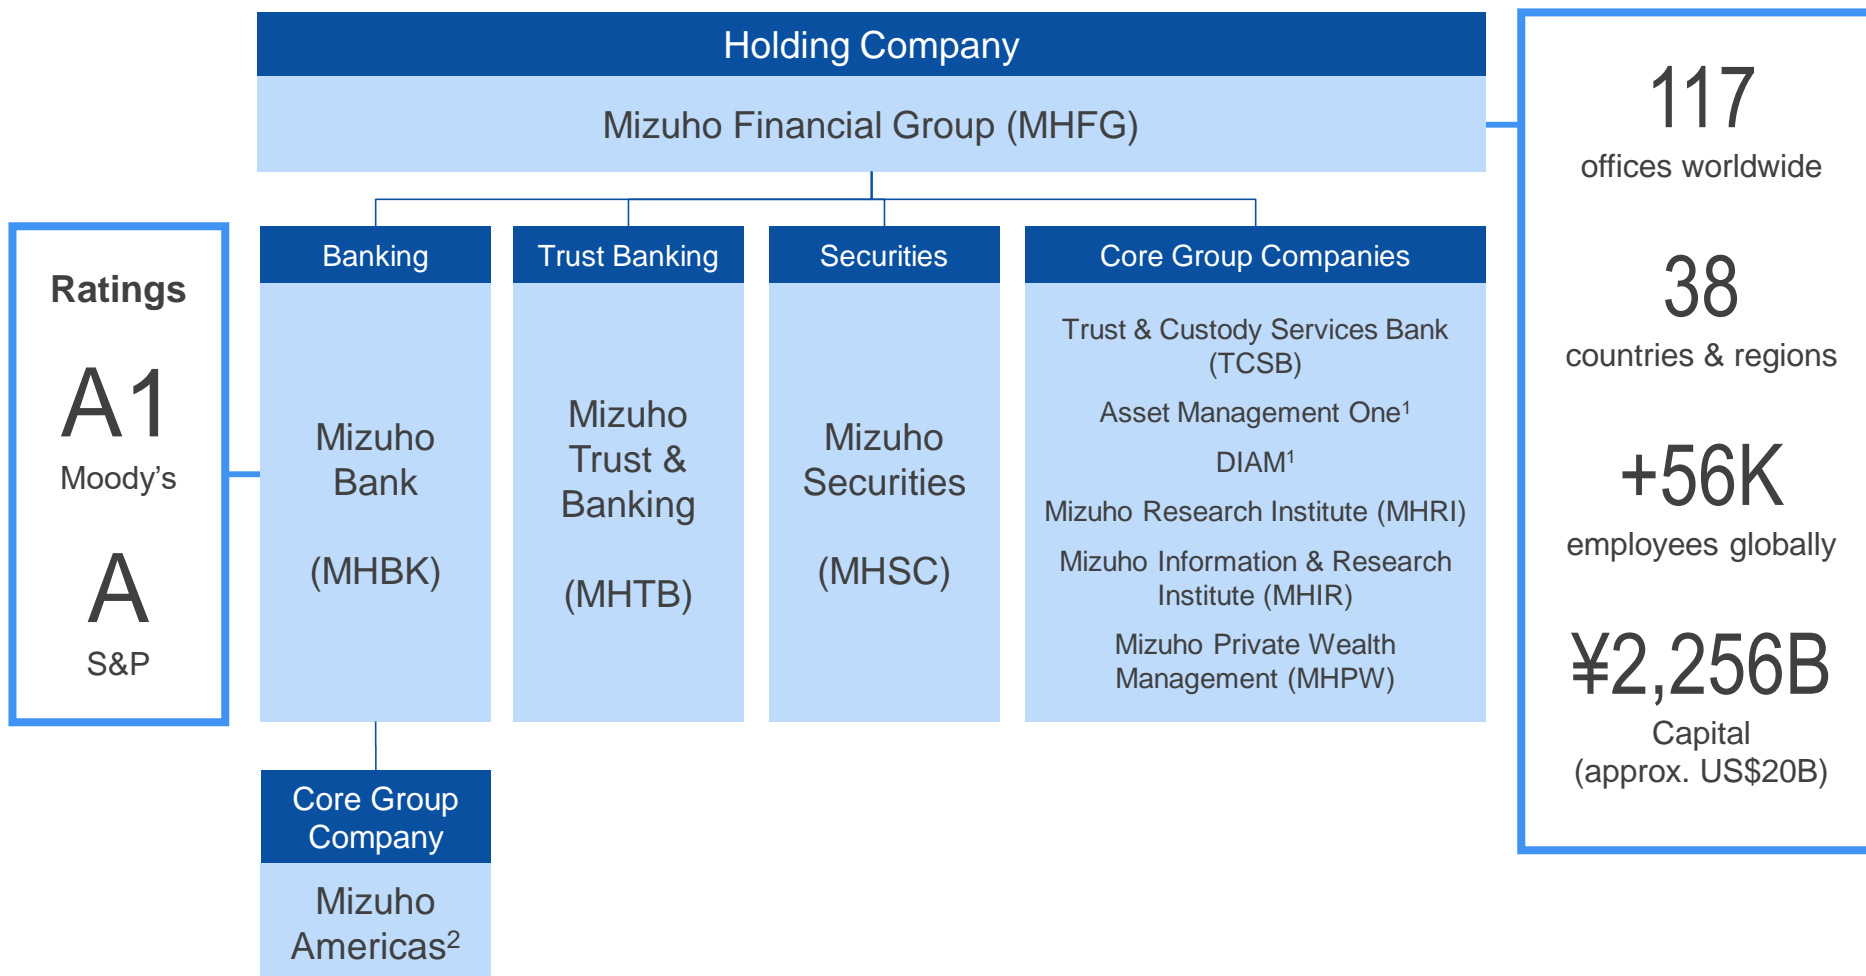 Holding Company
Mizuho Financial Group (MHFG)
Ratings
A1
Moody’s
A
S&P
Banking
Mizuho
Bank
(MHBK)
Trust Banking
Mizuho
Trust &
Banking
(MHTB)
Securities
Mizuho
Securities
(MHSC)
Core Group Companies
Trust & Custody Services Bank
(TCSB)
Asset Management One¹
DIAM¹
Mizuho Research Institute (MHRI)
Mizuho Information & Research
Institute (MHIR)
Mizuho Private Wealth
Management (MHPW)
Core Group
Company
Mizuho
Americas²
117
offices worldwide
38
countries & regions
+56K
employees globally
¥2,256B
Capital
(approx. US$20B)